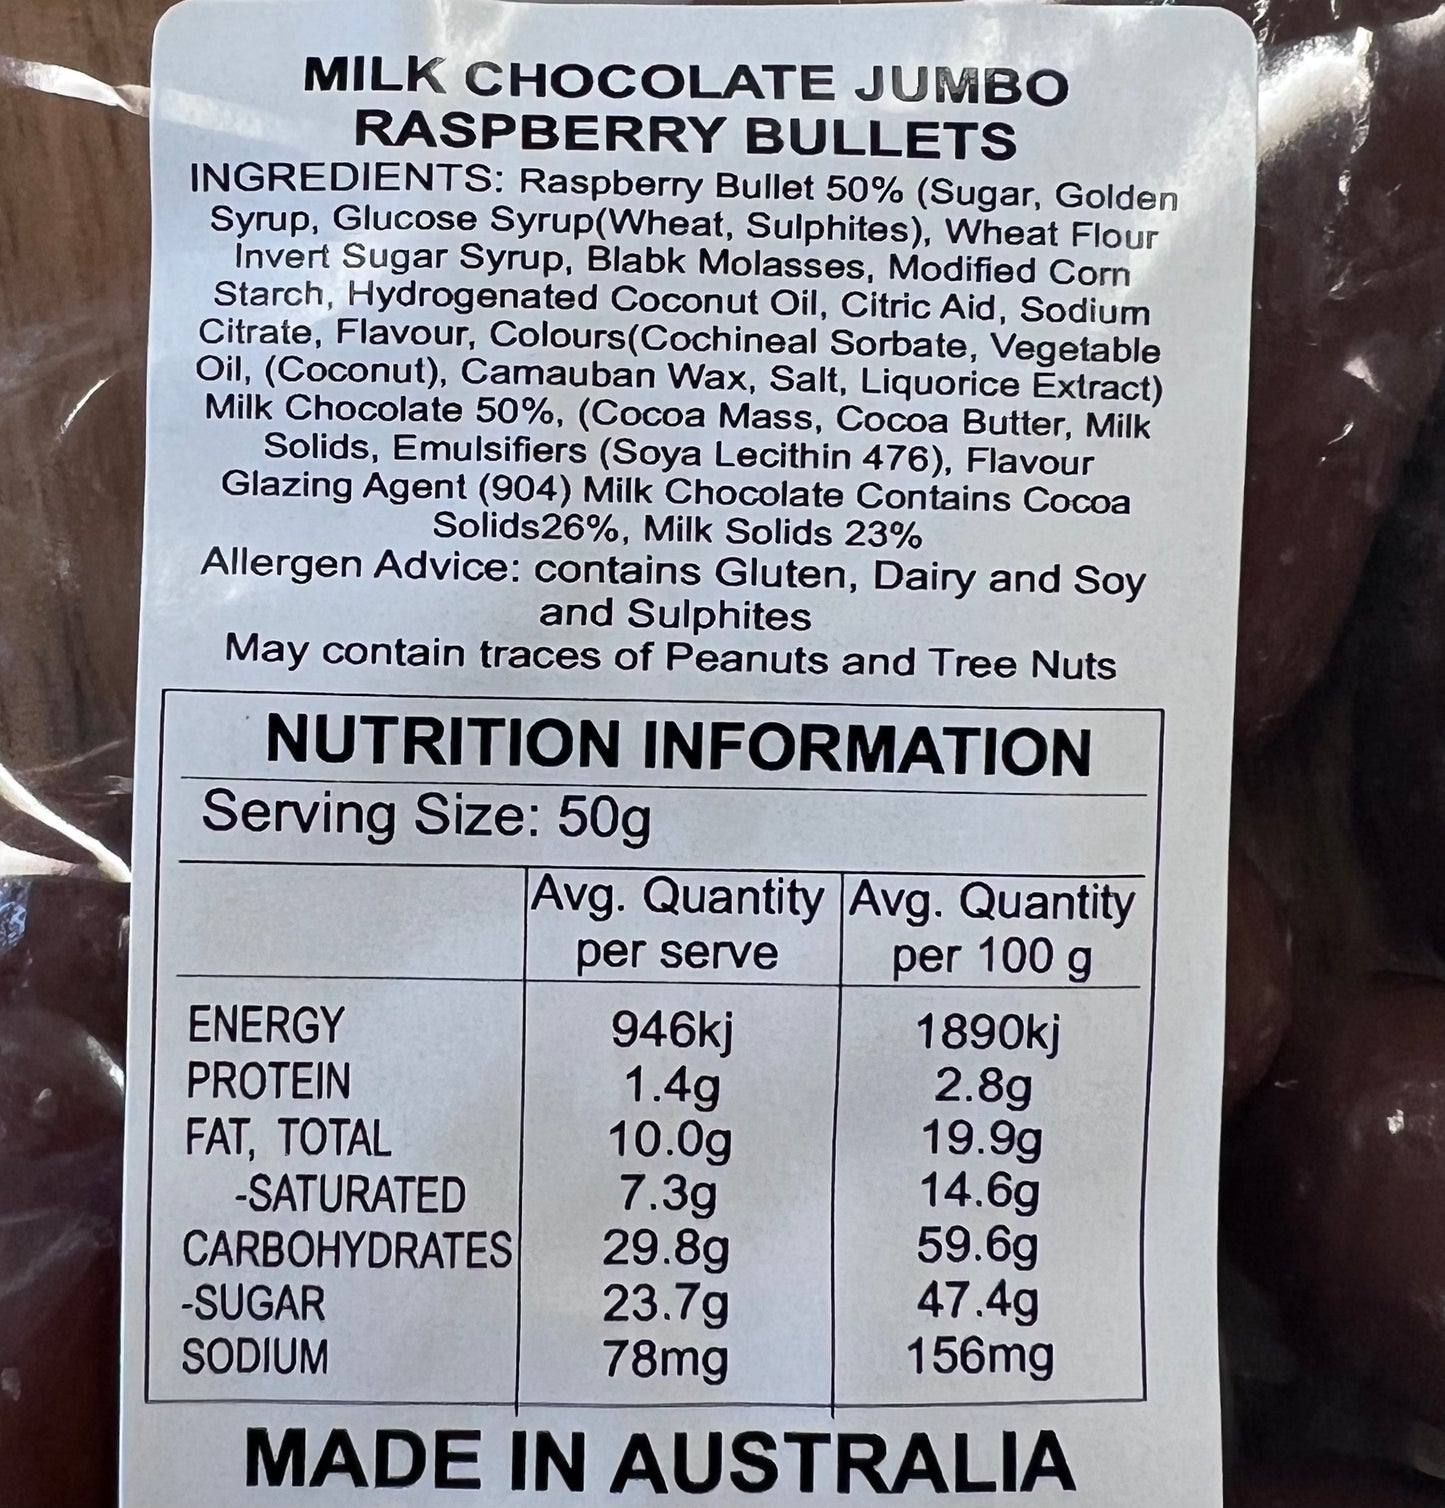 MILK CHOCOLATE JUMBO
RASPBERRY BULLETS
INGREDIENTS: Raspberry Bullet 50% (Sugar, Golden
Syrup, Glucose Syrup(Wheat, Sulphites), Wheat Flour
Invert Sugar Syrup, Blabk Molasses, Modified Corn
Starch, Hydrogenated Coconut Oil, Citric Aid, Sodium
Citrate, Flavour, Colours(Cochineal Sorbate, Vegetable
Oil, (Coconut), Camauban Wax, Salt, Liquorice Extract)
Milk Chocolate 50%, (Cocoa Mass, Cocoa Butter, Milk
Solids, Emulsifiers (Soya Lecithin 476), Flavour
Glazing Agent (904) Milk Chocolate Contains Cocoa
Solids26%, Milk Solids 23%
Allergen Advice: contains Gluten, Dairy and Soy
and Sulphites
May contain traces of Peanuts and Tree Nuts
NUTRITION INFORMATION
Serving Size: 50g
Avg. Quantity Avg. Quantity
per serve per 100 g
ENERGY 946kj 1890kj
PROTEIN 1.4g 2.8g
FAT, TOTAL 10.0g 19.9g
-SATURATED 7.3g 14.6g
CARBOHYDRATES 29.8g 59.6g
-SUGAR 23.7g 47.4g
SODIUM 78mg 156mg
MADE IN AUSTRALIA